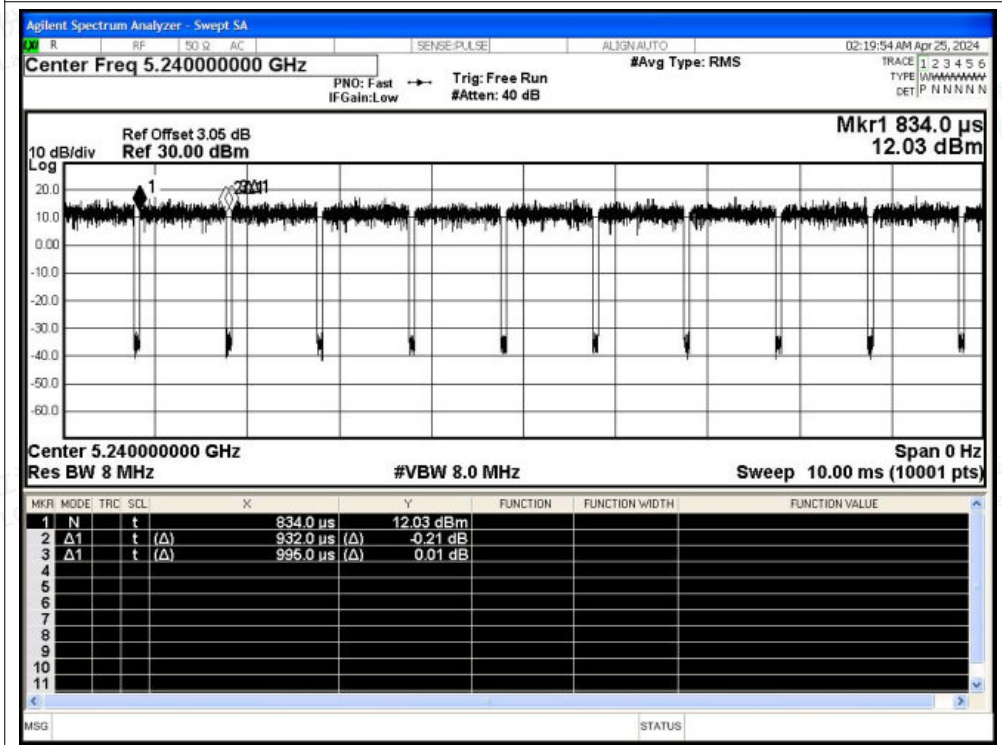 Agilent Spectrum Analyzer - Swept SA
LXI R RF 50 Ω AC SENSE:PULSE ALIGNAUTO 02:19:54 AM Apr 25, 2024
Center Freq 5.240000000 GHz
#Avg Type: RMS
TRACE 1 2 3 4 5 6
PNO: Fast
Trig: Free Run
TYPE
IFGain:Low
#Atten: 40 dB
DET P N N N N N
Mkr1 834.0 µs
Ref Offset 3.05 dB
10 dB/div Ref 30.00 dBm
12.03 dBm
Log
1
20.0
10.0
0.00
-10.0
-20.0
-30.0
-40.0
-50.0
-60.0
Center 5.240000000 GHz Span 0 Hz
Res BW 8 MHz #VBW 8.0 MHz Sweep 10.00 ms (10001 pts)
MKR MODE TRC SCL X Y FUNCTION FUNCTION WIDTH FUNCTION VALUE
1 N t 834.0 µs 12.03 dBm
2 Δ1 t (Δ) 932.0 µs (Δ) -0.21 dB
3 Δ1 t (Δ) 995.0 µs (Δ) 0.01 dB
4
5
6
7
8
9
10
11
MSG STATUS